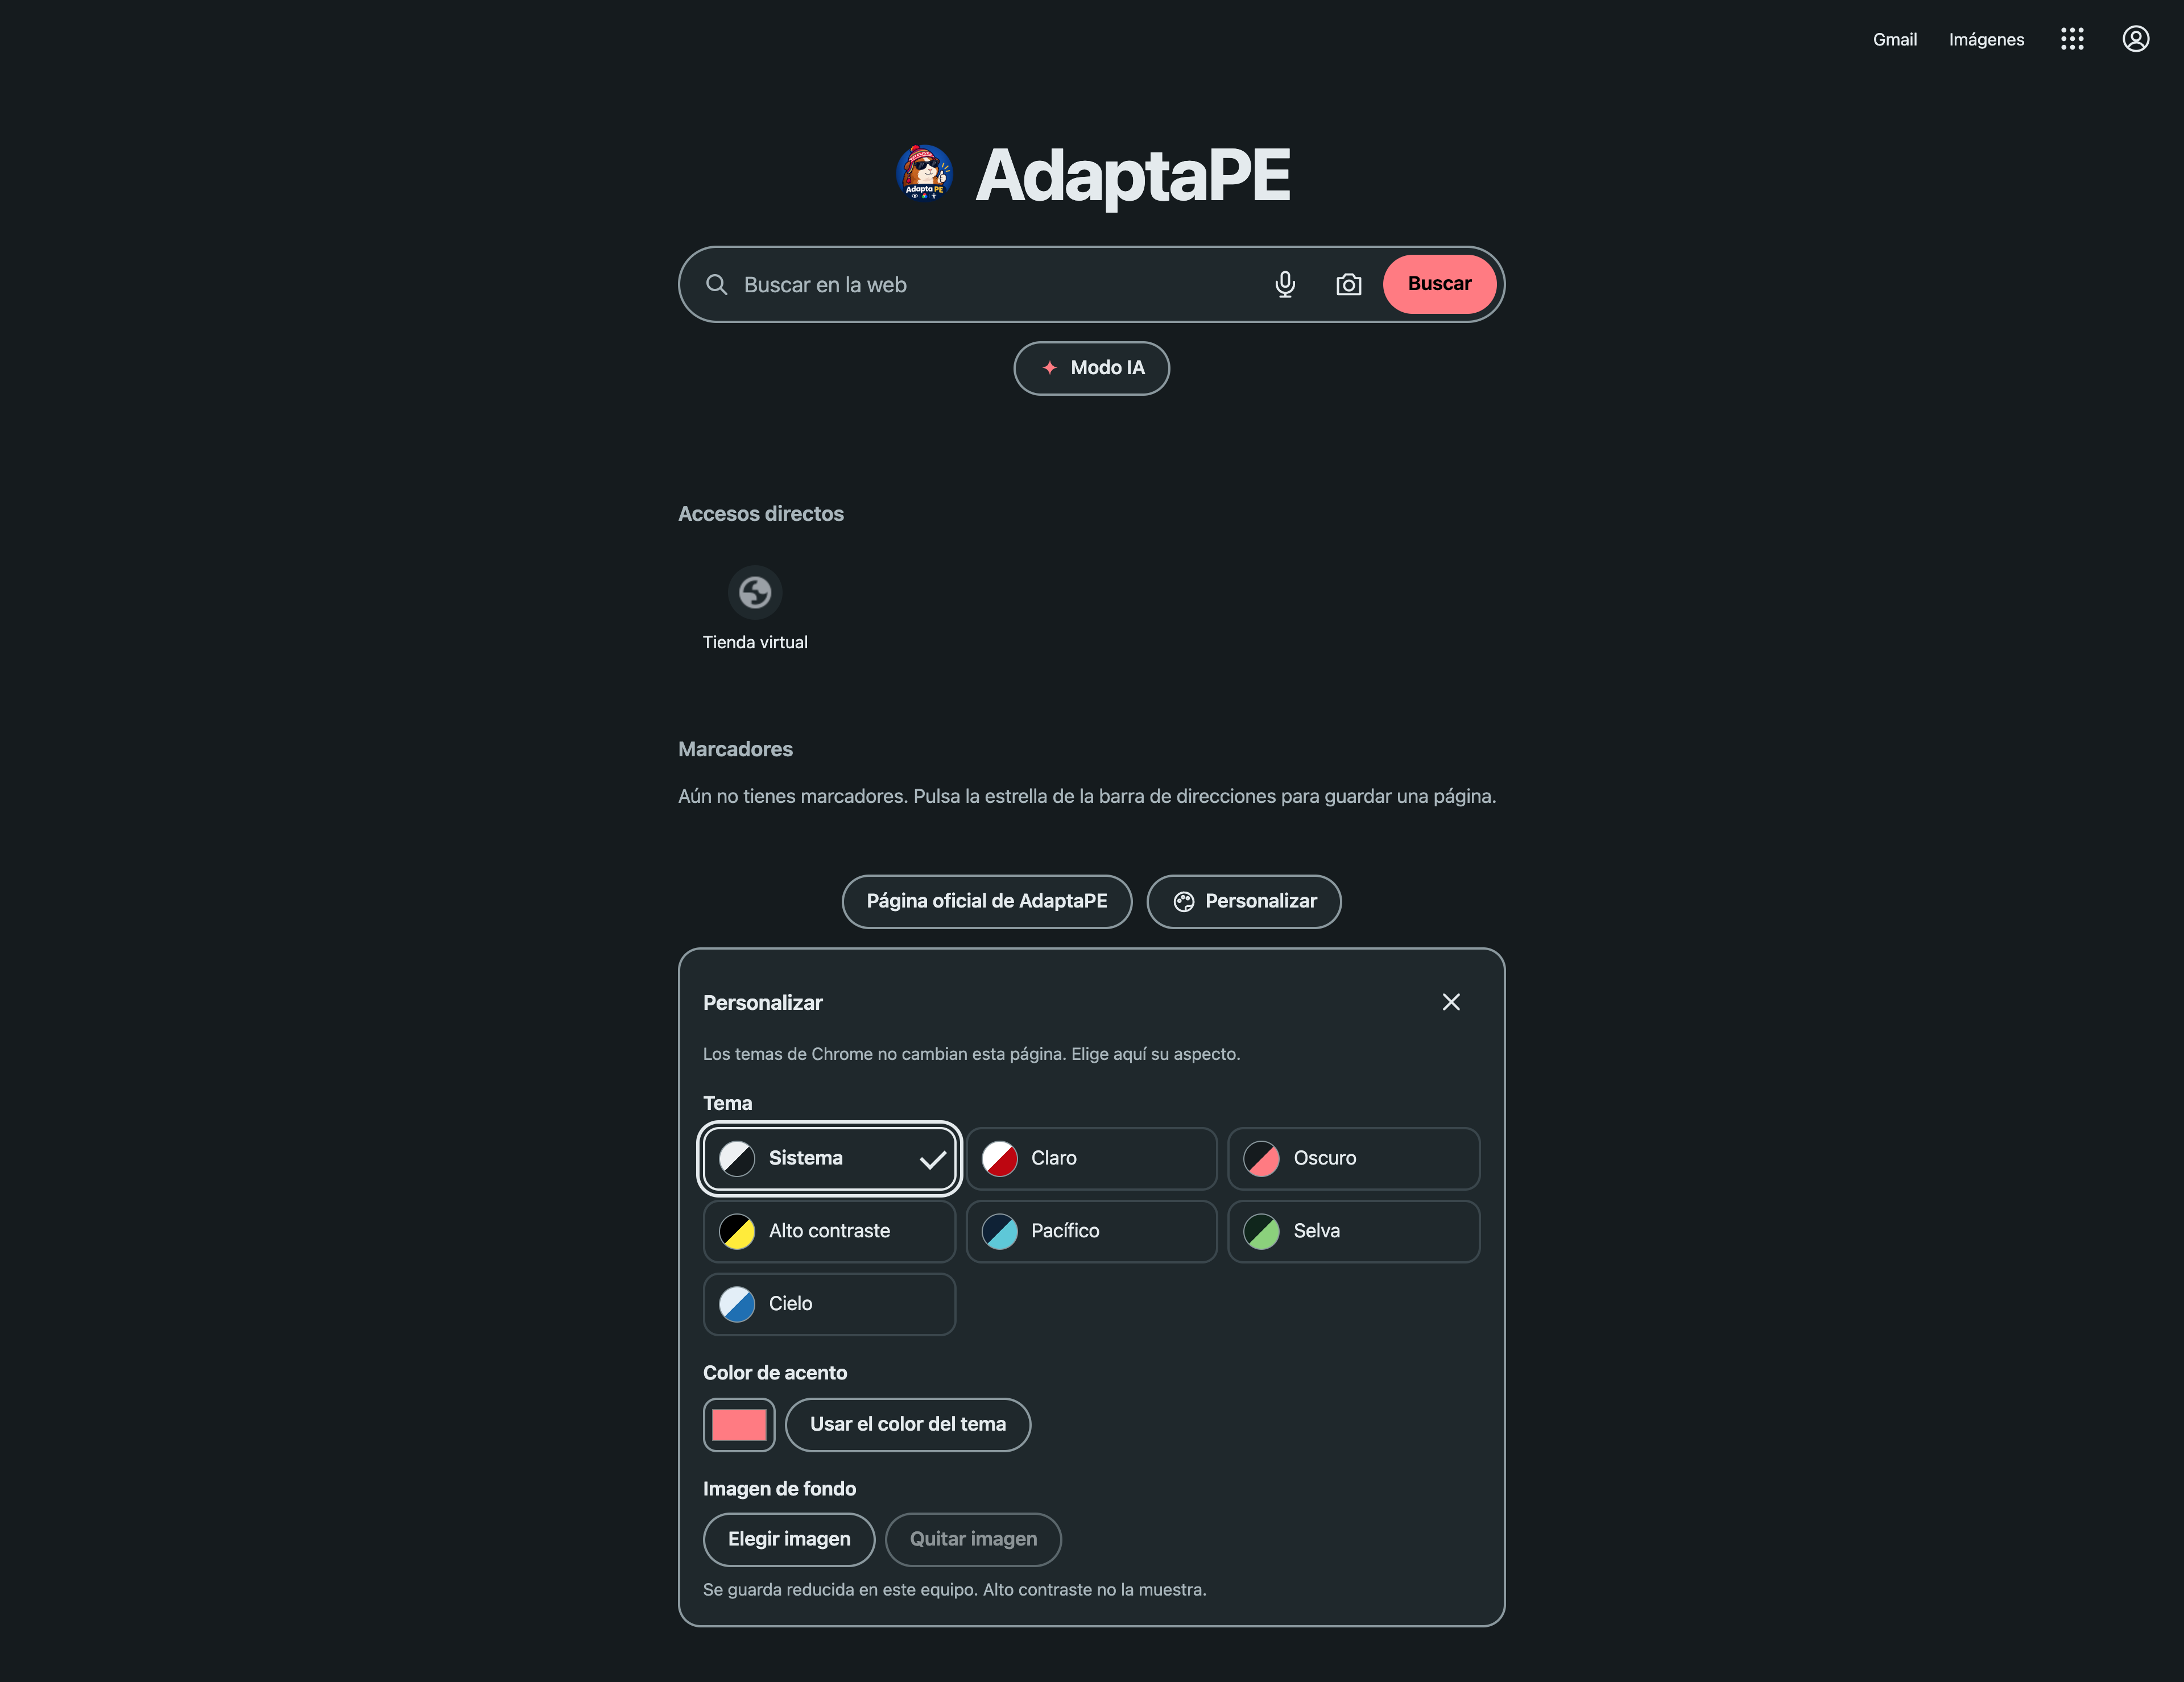 Gmail
Imágenes
Adapta PE
AdaptaPE
Buscar en la web
Buscar
Modo IA
Accesos directos
Tienda virtual
Marcadores
Aún no tienes marcadores. Pulsa la estrella de la barra de direcciones para guardar una página.
Página oficial de AdaptaPE
Personalizar
Personalizar
Los temas de Chrome no cambian esta página. Elige aquí su aspecto.
Tema
Sistema
Claro
Oscuro
Alto contraste
Pacífico
Selva
Cielo
Color de acento
Usar el color del tema
Imagen de fondo
Elegir imagen
Quitar imagen
Se guarda reducida en este equipo. Alto contraste no la muestra.